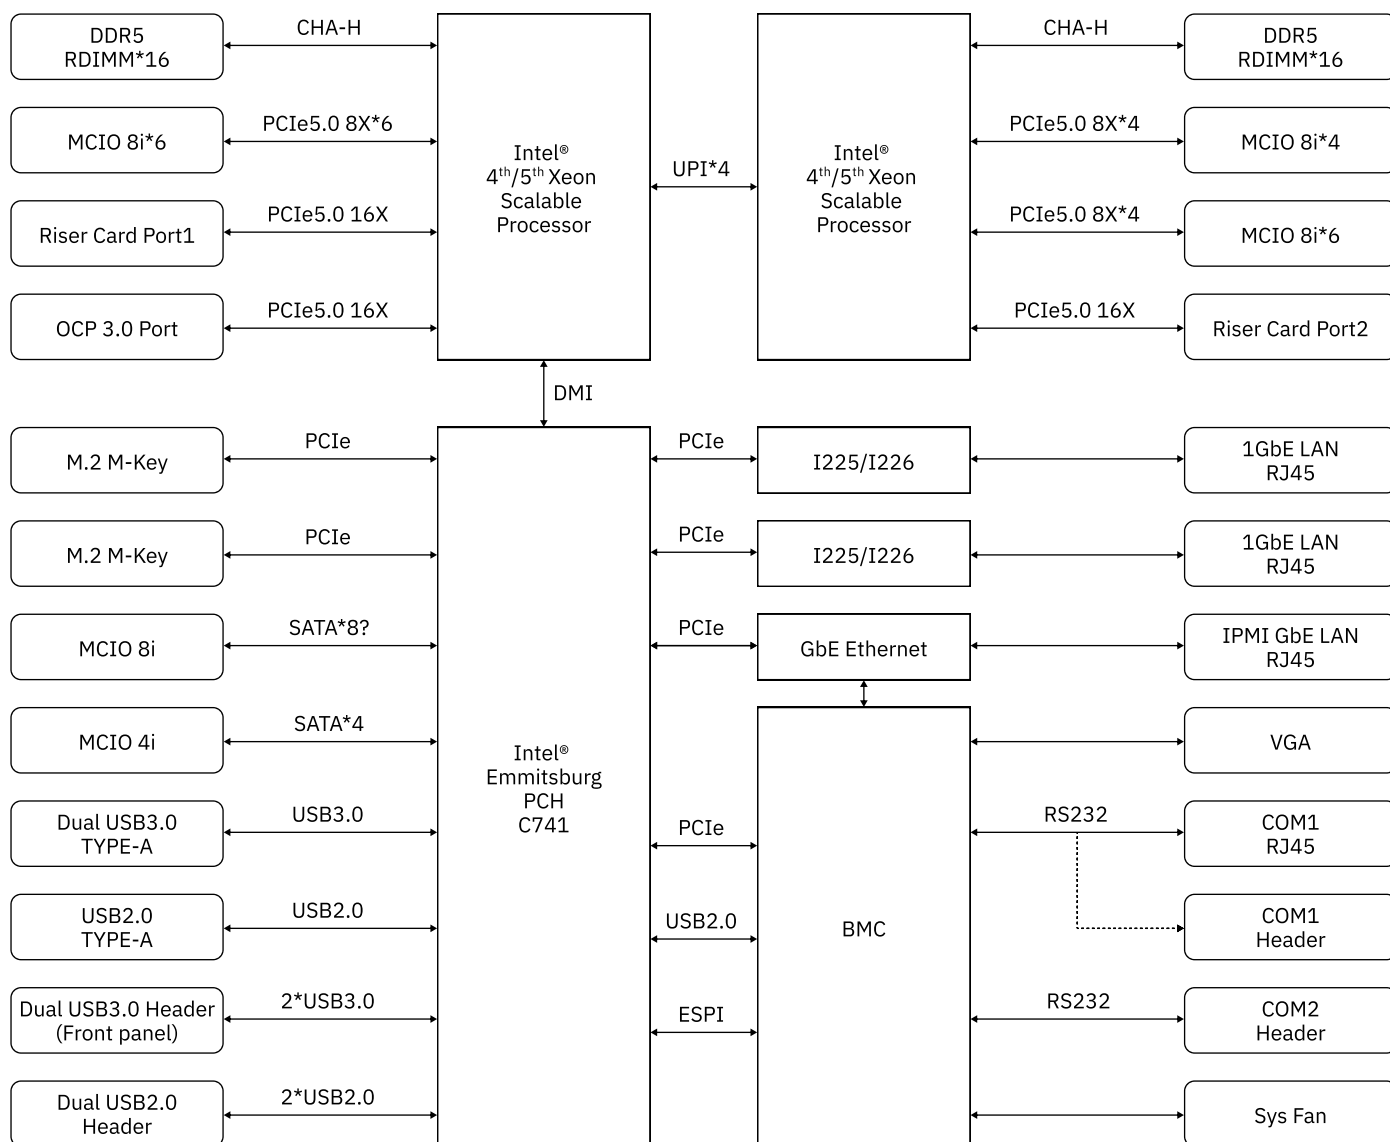 DDR5
RDIMM*16
CHA-H
CHA-H
DDR5
RDIMM*16
MCIO 8i*6
PCIe5.0 8X*6
Intel®
4th/5th Xeon
Scalable
Processor
UPI*4
Intel®
4th/5th Xeon
Scalable
Processor
PCIe5.0 8X*4
MCIO 8i*4
Riser Card Port1
PCIe5.0 16X
PCIe5.0 8X*4
MCIO 8i*6
OCP 3.0 Port
PCIe5.0 16X
PCIe5.0 16X
Riser Card Port2
DMI
M.2 M-Key
PCIe
PCIe
I225/I226
1GbE LAN
RJ45
M.2 M-Key
PCIe
PCIe
I225/I226
1GbE LAN
RJ45
MCIO 8i
SATA*8?
PCIe
GbE Ethernet
IPMI GbE LAN
RJ45
MCIO 4i
SATA*4
Intel®
Emmitsburg
PCH
C741
VGA
Dual USB3.0
TYPE-A
USB3.0
PCIe
RS232
COM1
RJ45
USB2.0
TYPE-A
USB2.0
USB2.0
BMC
COM1
Header
Dual USB3.0 Header
(Front panel)
2*USB3.0
ESPI
RS232
COM2
Header
Dual USB2.0
Header
2*USB2.0
Sys Fan